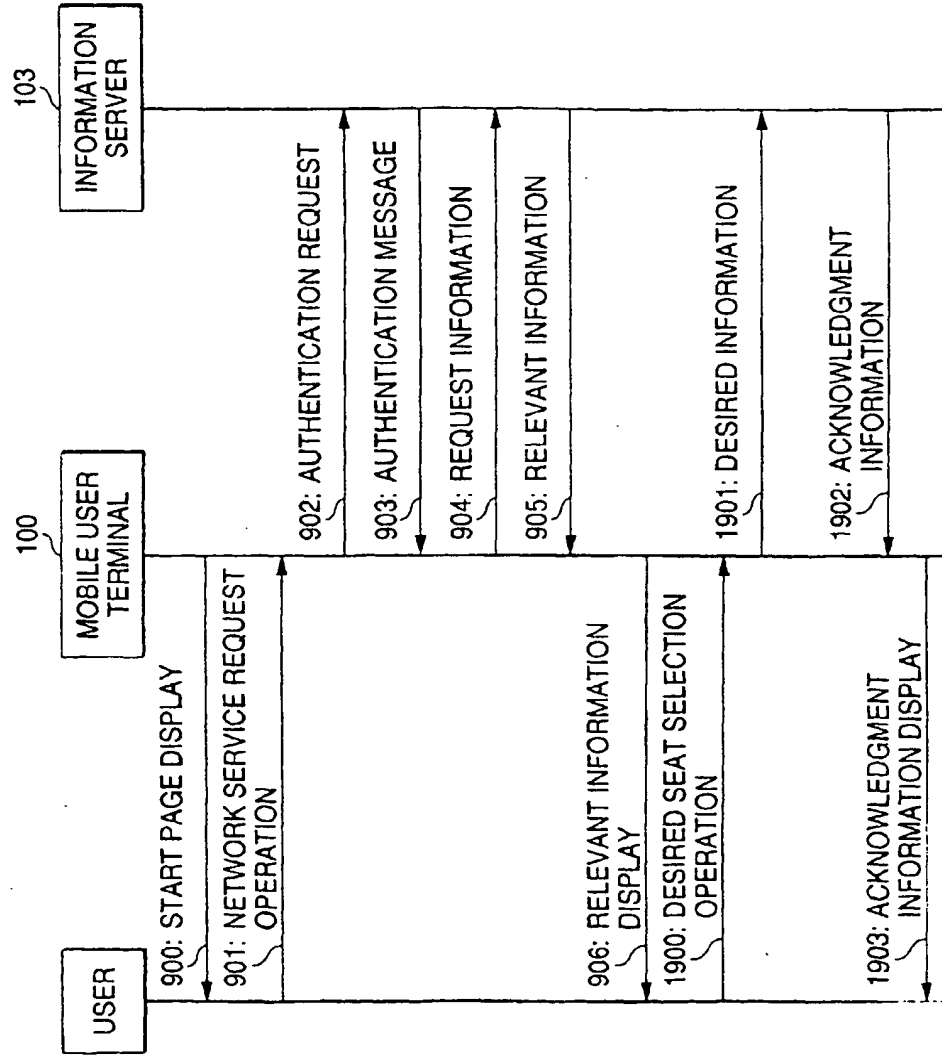 USER
100
MOBILE USER
TERMINAL
103
INFORMATION
SERVER
900: START PAGE DISPLAY
901: NETWORK SERVICE REQUEST
OPERATION
902: AUTHENTICATION REQUEST
903: AUTHENTICATION MESSAGE
904: REQUEST INFORMATION
905: RELEVANT INFORMATION
906: RELEVANT INFORMATION
DISPLAY
1900: DESIRED SEAT SELECTION
OPERATION
1901: DESIRED INFORMATION
1902: ACKNOWLEDGMENT
INFORMATION
1903: ACKNOWLEDGMENT
INFORMATION DISPLAY